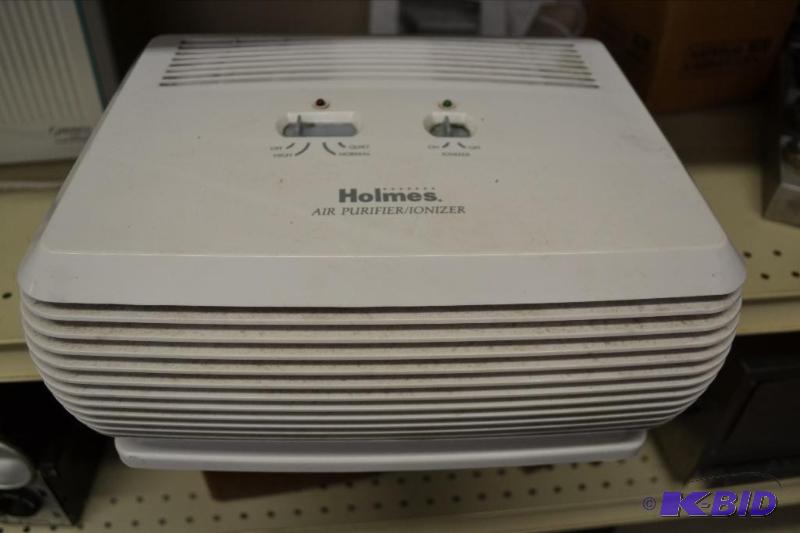 OFF QUIET
HIGH NORMAL
ON OFF
IONIZER
Holmes.
AIR PURIFIER/IONIZER
© K-BID